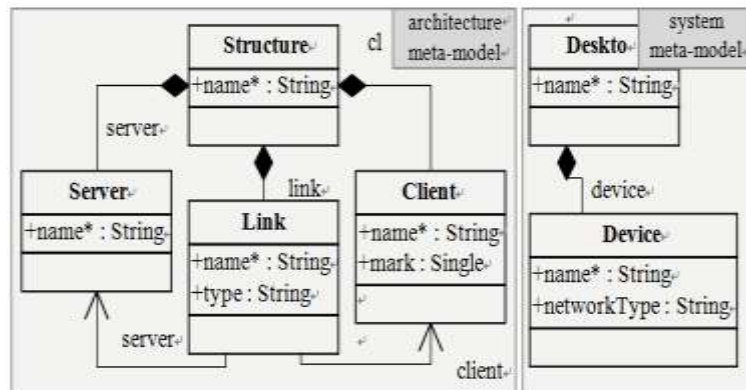 architecture
meta-model
Structure
+name* : String
cl
server
link
Server
+name* : String
Link
+name* : String
+type : String
Client
+name* : String
+mark : Single
server
client
system
meta-model
Deskto
+name* : String
device
Device
+name* : String
+networkType : String